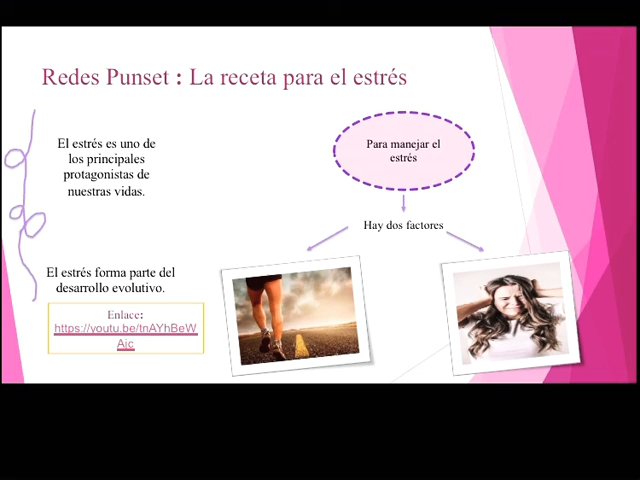 Redes Punset : La receta para el estrés
El estrés es uno de
los principales
protagonistas de
nuestras vidas.
Para manejar el
estrés
Hay dos factores
El estrés forma parte del
desarrollo evolutivo.
Enlace:
https://youtu.be/tnAYhBeW
Aic